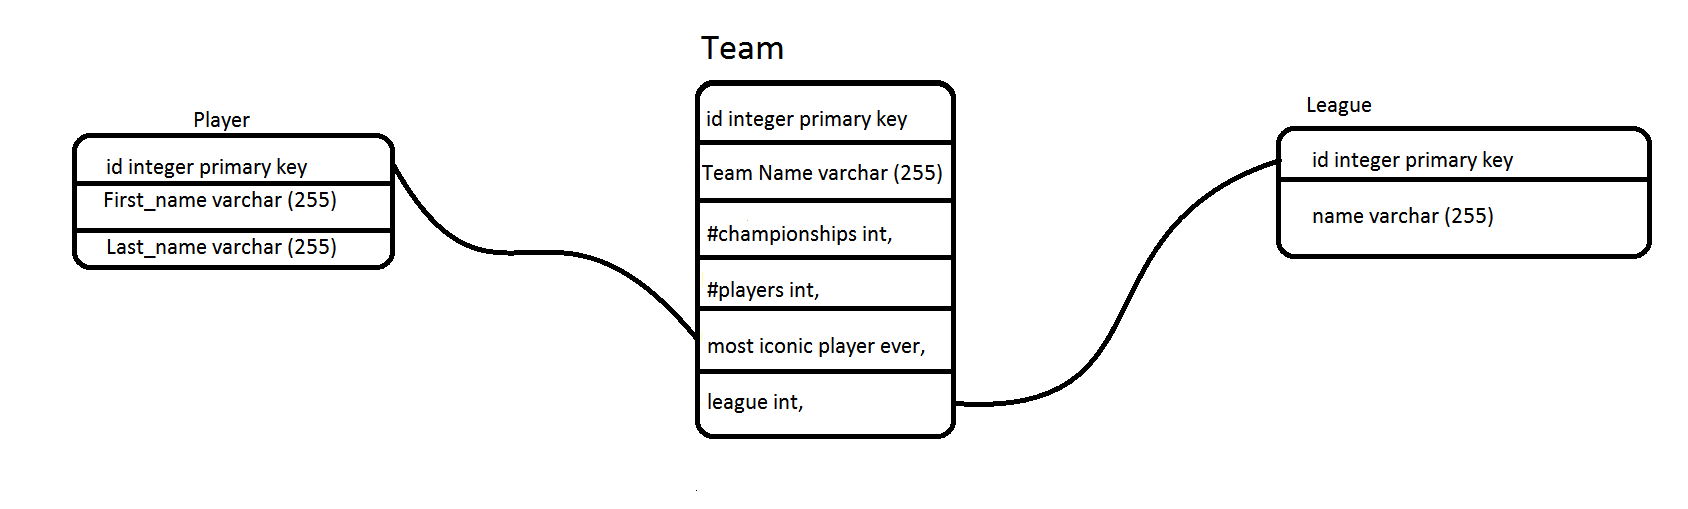 Player
id integer primary key
First_name varchar (255)
Last_name varchar (255)
Team
id integer primary key
Team Name varchar (255)
#championships int,
#players int,
most iconic player ever,
league int,
League
id integer primary key
name varchar (255)